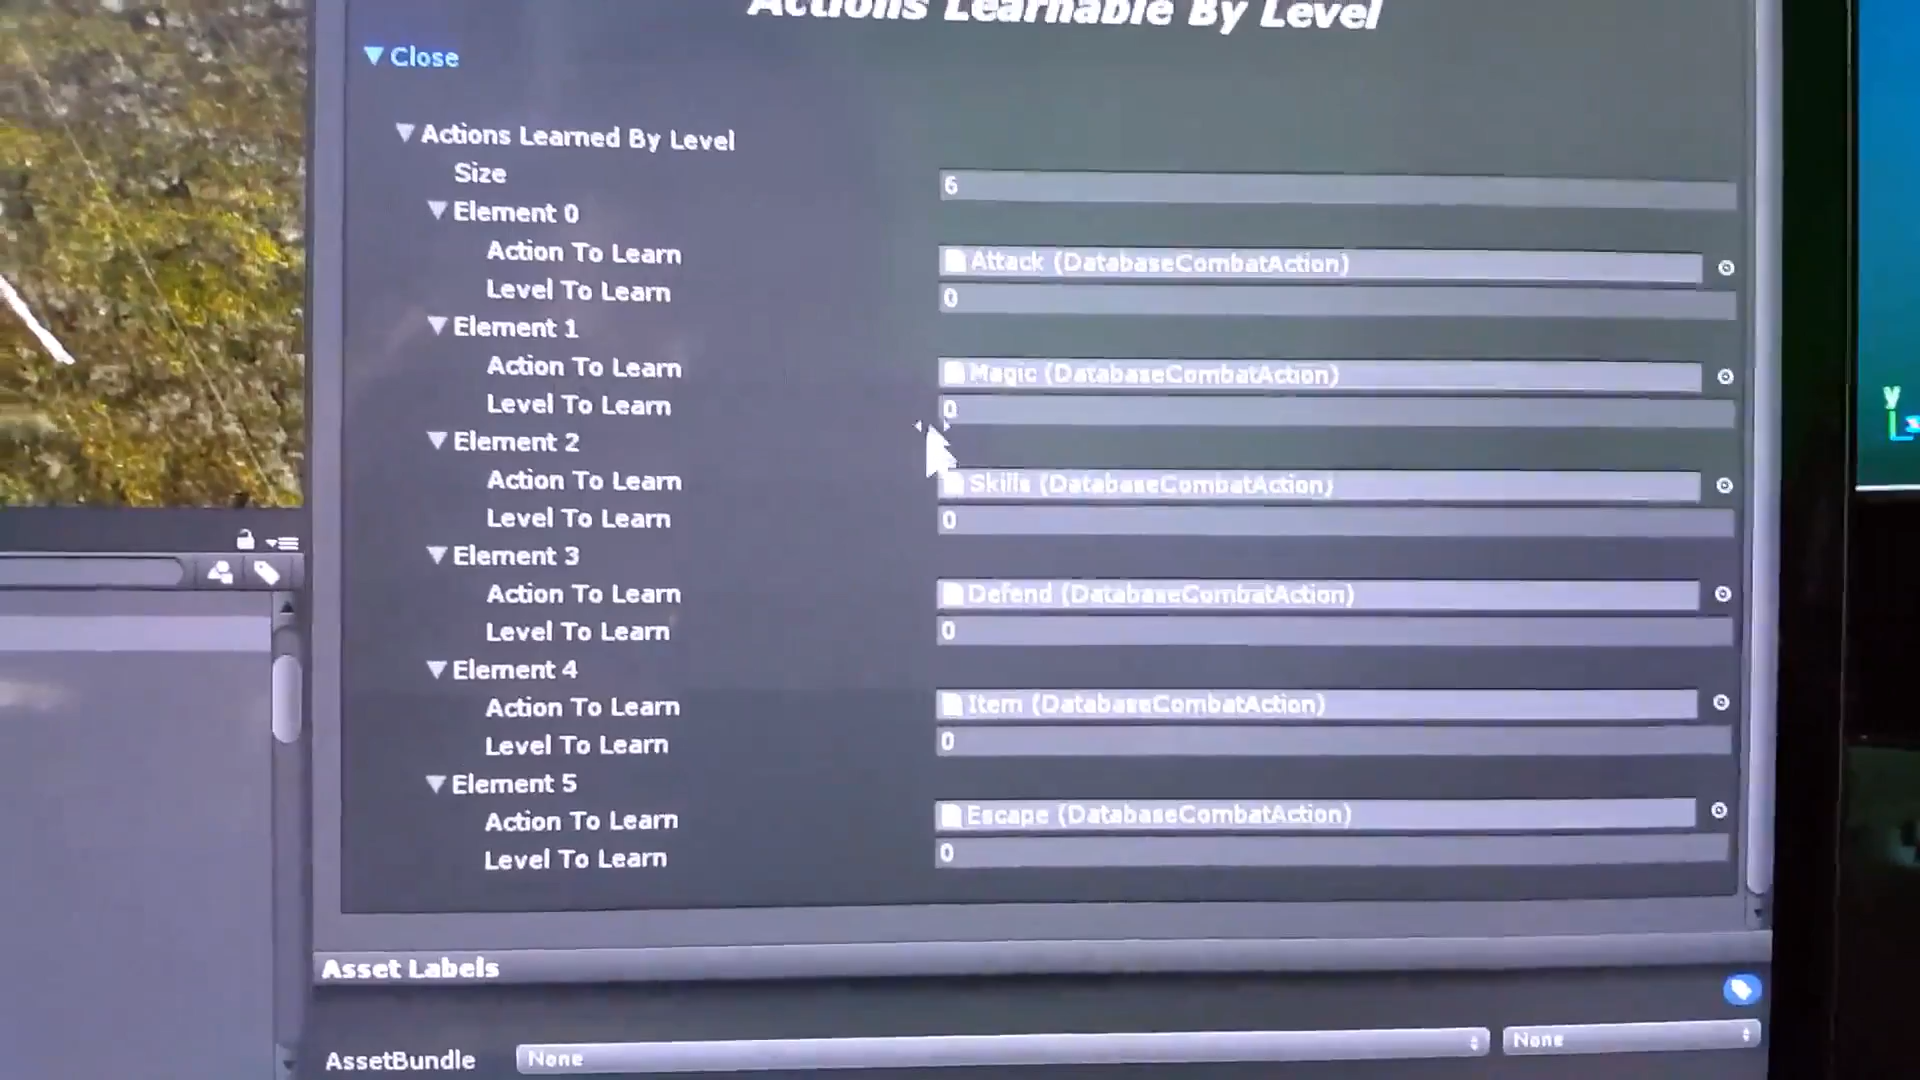 Actions Learnable By Level
Close
Actions Learned By Level
Size 6
Element 0
Action To Learn Attack (DatabaseCombatAction)
Level To Learn 0
Element 1
Action To Learn Magic (DatabaseCombatAction)
Level To Learn 0
Element 2
Action To Learn Skills (DatabaseCombatAction)
Level To Learn 0
Element 3
Action To Learn Defend (DatabaseCombatAction)
Level To Learn 0
Element 4
Action To Learn Item (DatabaseCombatAction)
Level To Learn 0
Element 5
Action To Learn Escape (DatabaseCombatAction)
Level To Learn 0
Asset Labels
AssetBundle None None
y